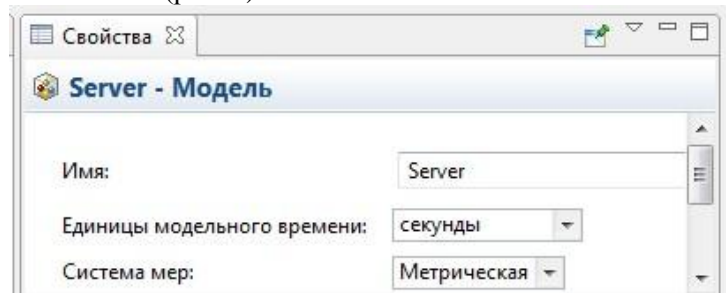 Свойства
Server - Модель
Имя: Server
Единицы модельного времени: секунды
Система мер: Метрическая